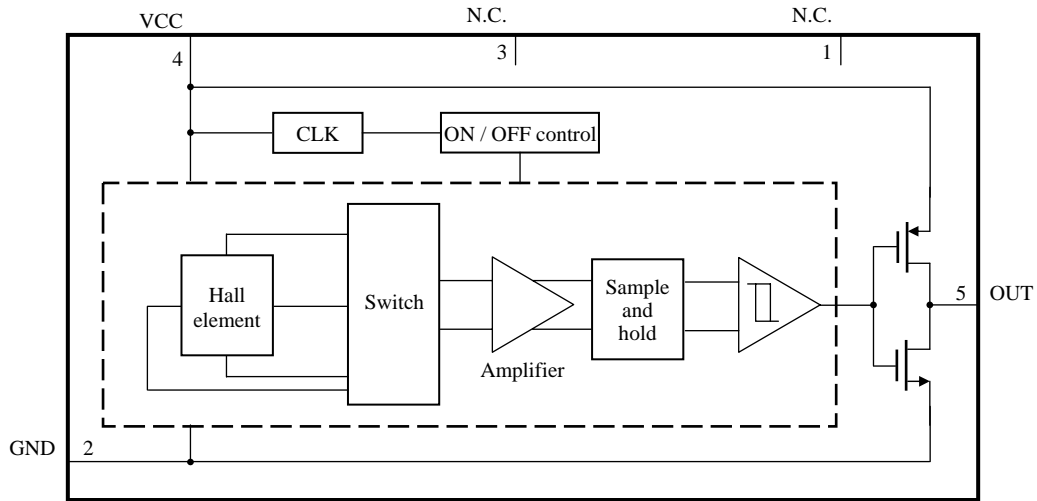 VCC
N.C.
N.C.
4
3
1
CLK
ON / OFF control
Hall
element
Switch
Amplifier
Sample
and
hold
5
OUT
GND
2